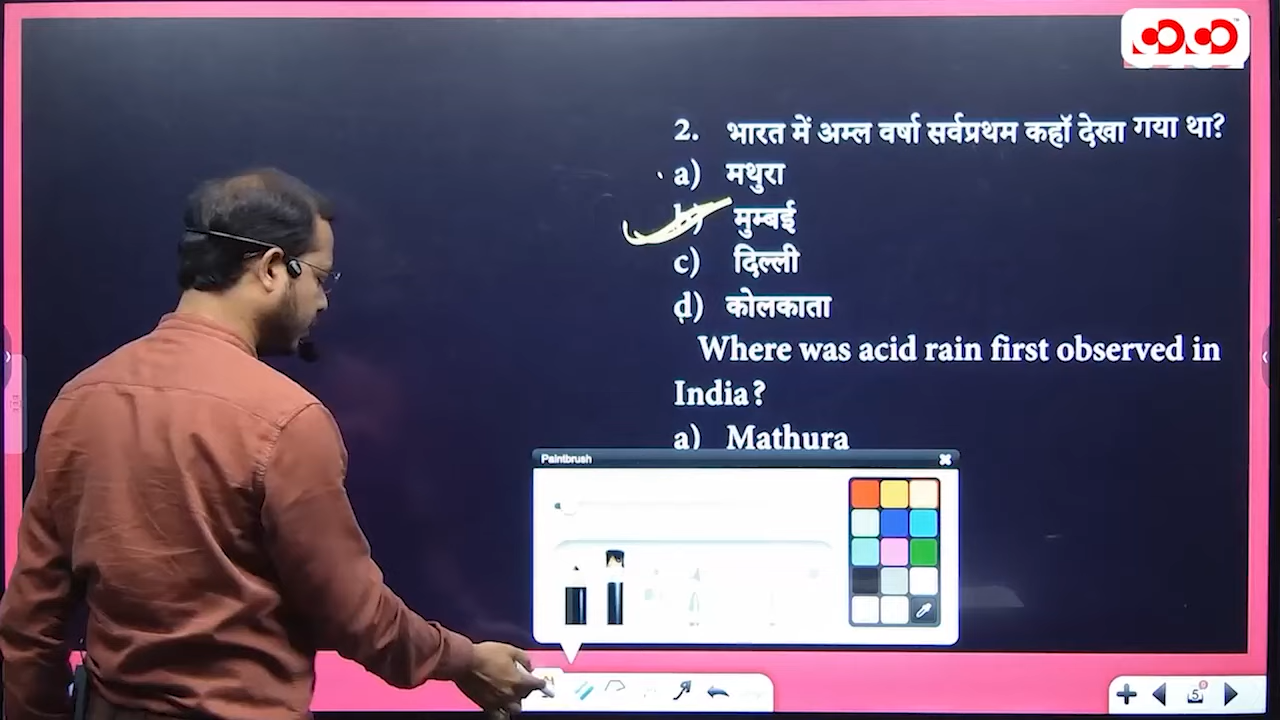 2. भारत में अम्ल वर्षा सर्वप्रथम कहॉ देखा गया था?
a) मथुरा
b) मुम्बई
c) दिल्ली
d) कोलकाता
Where was acid rain first observed in
India?
a) Mathura
Paintbrush
5